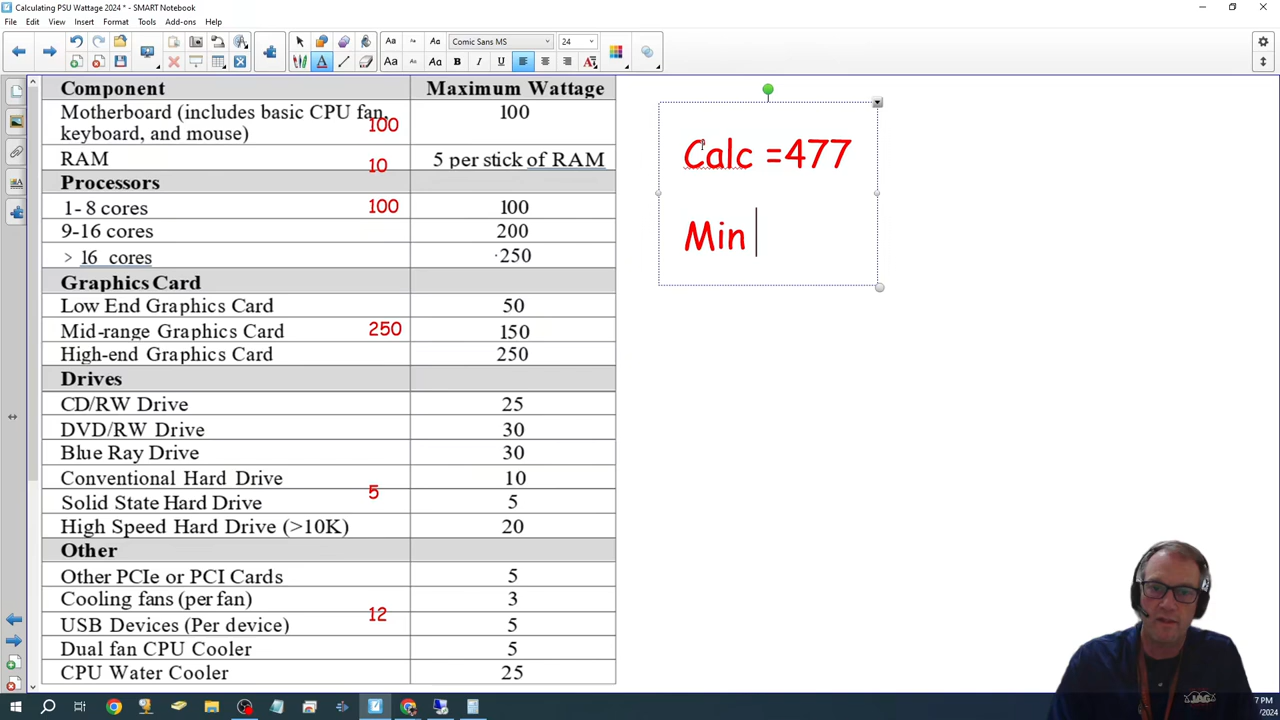 Calculating PSU Wattage 2024 * - SMART Notebook
File Edit View Insert Format Tools Add-ons Help
Comic Sans MS 24
Component Maximum Wattage
Motherboard (includes basic CPU fan, keyboard, and mouse) 100 100
RAM 10 5 per stick of RAM
Processors
1- 8 cores 100 100
9-16 cores 200
> 16 cores 250
Graphics Card
Low End Graphics Card 50
Mid-range Graphics Card 250 150
High-end Graphics Card 250
Drives
CD/RW Drive 25
DVD/RW Drive 30
Blue Ray Drive 30
Conventional Hard Drive 10
5
Solid State Hard Drive 5
High Speed Hard Drive (>10K) 20
Other
Other PCIe or PCI Cards 5
Cooling fans (per fan) 3
12
USB Devices (Per device) 5
Dual fan CPU Cooler 5
CPU Water Cooler 25
Calc =477
Min
JAG
7 PM
/2024